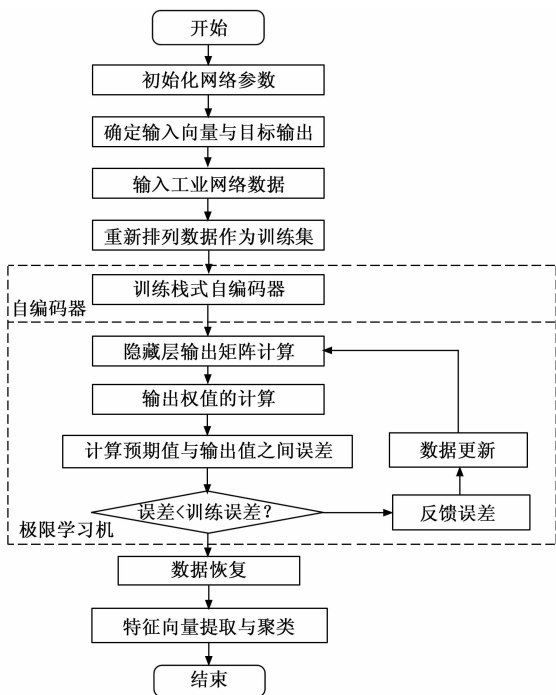 开始
初始化网络参数
确定输入向量与目标输出
输入工业网络数据
重新排列数据作为训练集
训练栈式自编码器
自编码器
隐藏层输出矩阵计算
输出权值的计算
计算预期值与输出值之间误差
数据更新
误差<训练误差?
反馈误差
极限学习机
数据恢复
特征向量提取与聚类
结束